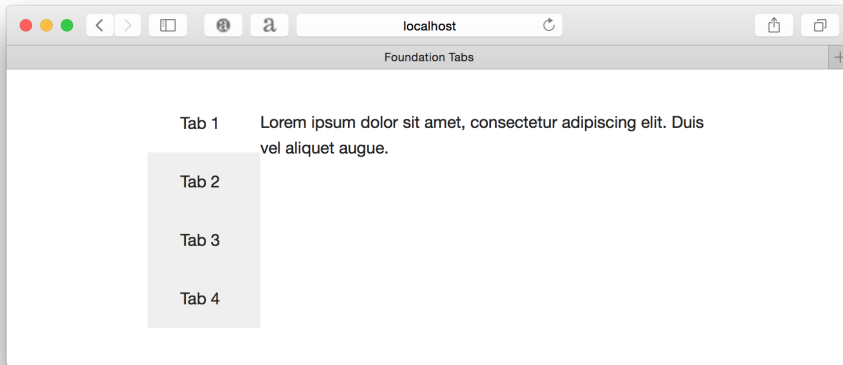 a a localhost
Foundation Tabs
Tab 1 Lorem ipsum dolor sit amet, consectetur adipiscing elit. Duis
vel aliquet augue.
Tab 2
Tab 3
Tab 4